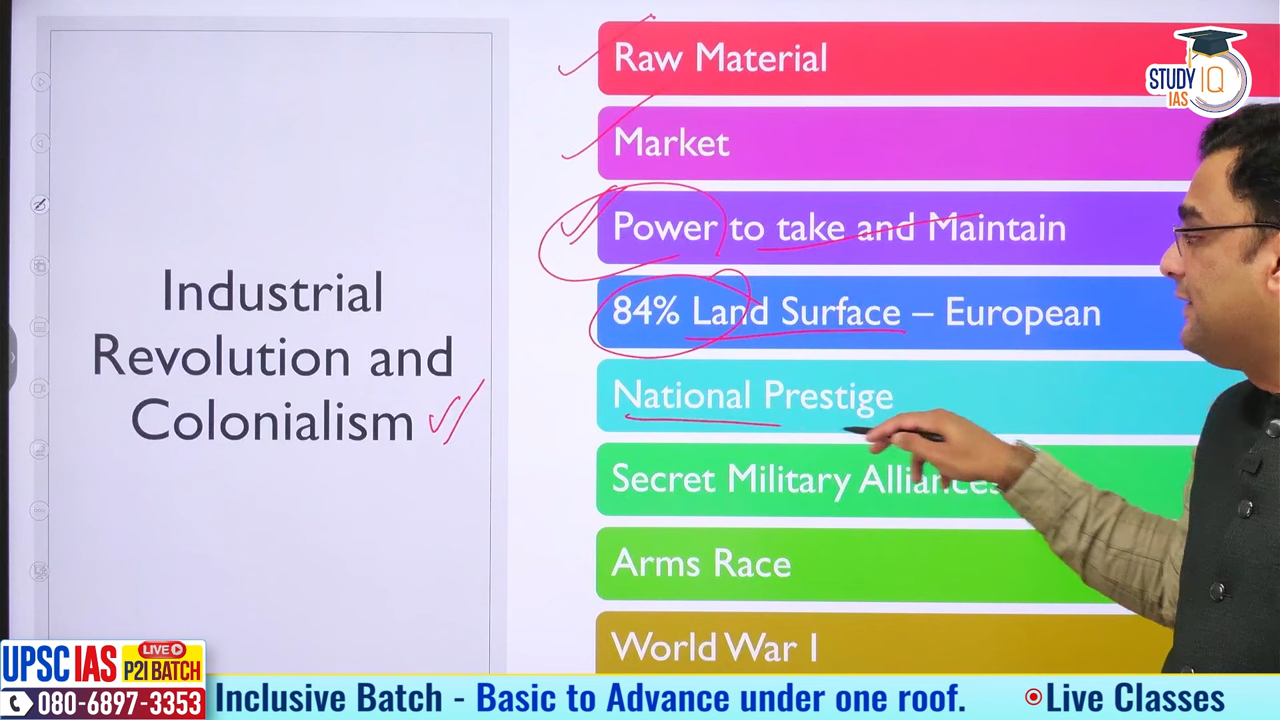 Industrial
Revolution and
Colonialism
Raw Material
Market
Power to take and Maintain
84% Land Surface – European
National Prestige
Secret Military Alliances
Arms Race
World War I
STUDY IQ
IAS
UPSC IAS LIVE P2I BATCH
080-6897-3353
Inclusive Batch - Basic to Advance under one roof.
Live Classes